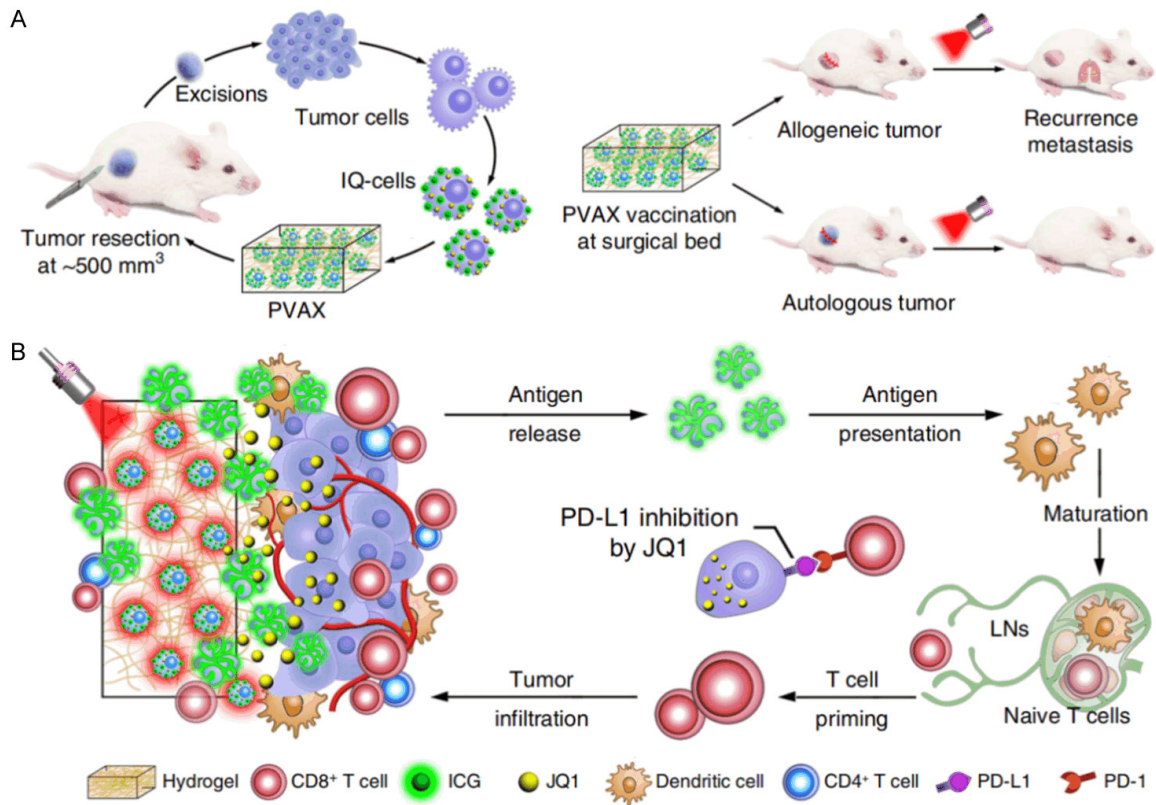 A
Excisions
Tumor cells
IQ-cells
Tumor resection
at ~500 mm³
PVAX
PVAX vaccination
at surgical bed
Allogeneic tumor
Recurrence
metastasis
Autologous tumor
B
Antigen
release
Antigen
presentation
Maturation
PD-L1 inhibition
by JQ1
LNs
Naive T cells
T cell
priming
Tumor
infiltration
Hydrogel
CD8⁺ T cell
ICG
JQ1
Dendritic cell
CD4⁺ T cell
PD-L1
PD-1